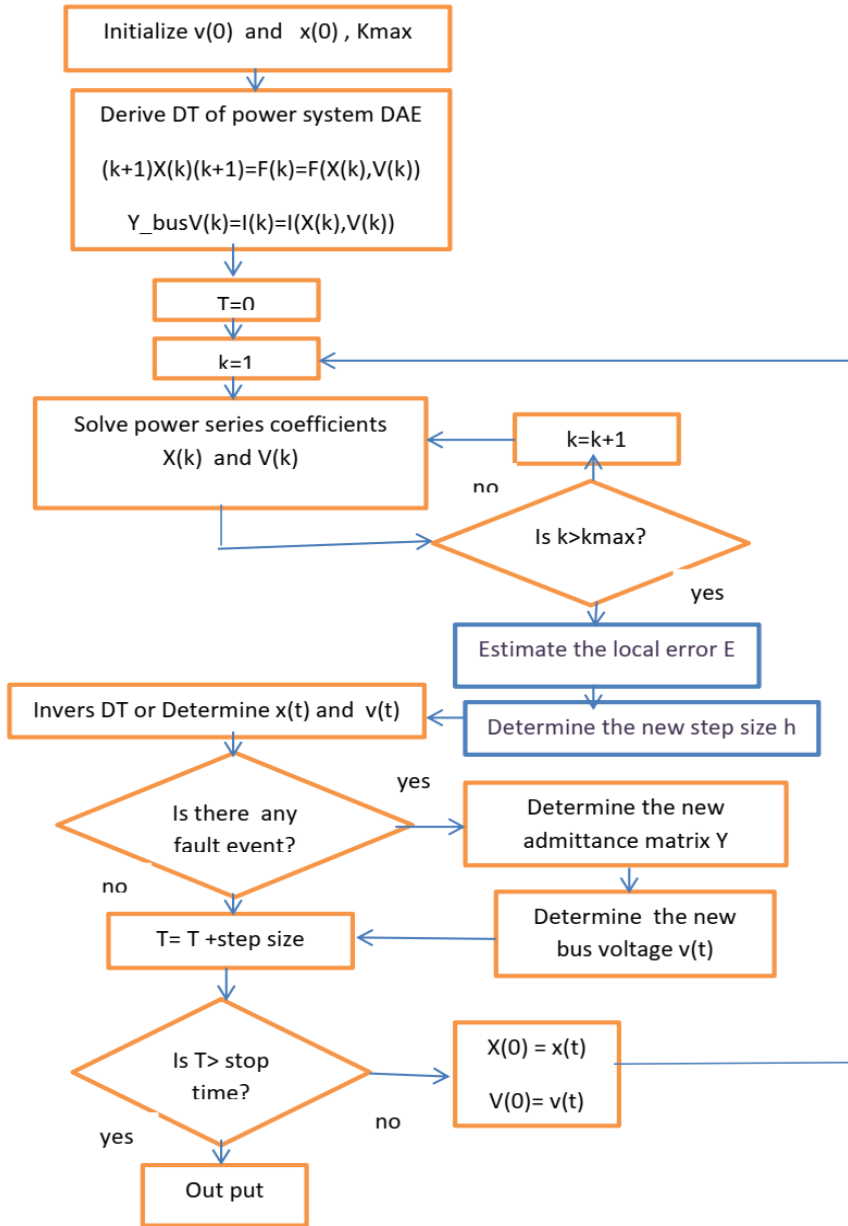 Initialize v(0) and x(0) , Kmax
Derive DT of power system DAE
(k+1)X(k)(k+1)=F(k)=F(X(k),V(k))
Y_busV(k)=I(k)=I(X(k),V(k))
T=0
k=1
Solve power series coefficients
X(k) and V(k)
k=k+1
no
Is k>kmax?
yes
Estimate the local error E
Determine the new step size h
Invers DT or Determine x(t) and v(t)
Is there any
fault event?
yes
Determine the new
admittance matrix Y
no
Determine the new
bus voltage v(t)
T= T +step size
Is T> stop
time?
X(0) = x(t)
V(0)= v(t)
no
yes
Out put